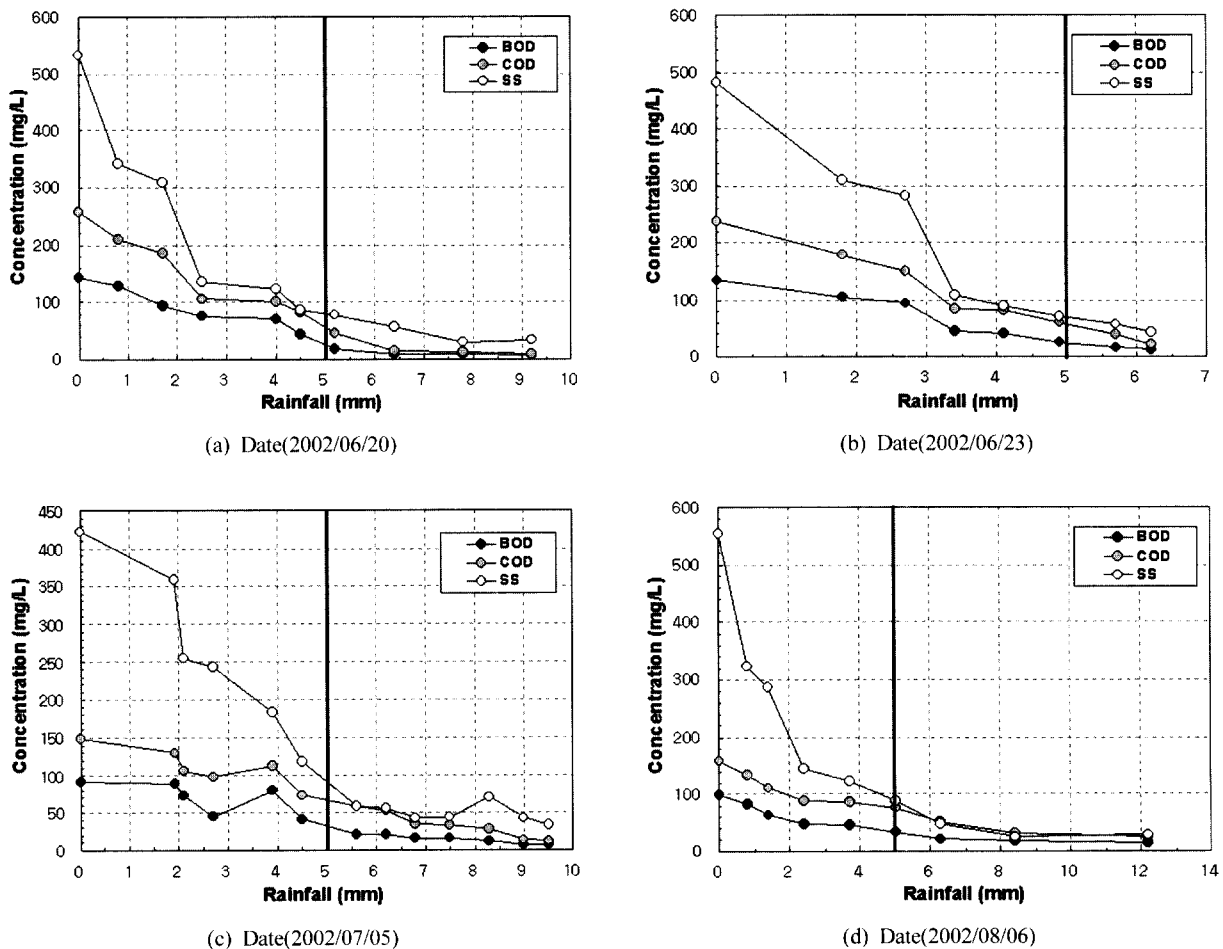 600
500
400
300
200
100
0
Concentration (mg/L)
BOD
COD
SS
0 1 2 3 4 5 6 7 8 9 10
Rainfall (mm)
(a) Date(2002/06/20)
600
500
400
300
200
100
0
Concentration (mg/L)
BOD
COD
SS
0 1 2 3 4 5 6 7
Rainfall (mm)
(b) Date(2002/06/23)
450
400
350
300
250
200
150
100
50
0
Concentration (mg/L)
BOD
COD
SS
0 1 2 3 4 5 6 7 8 9 10
Rainfall (mm)
(c) Date(2002/07/05)
600
500
400
300
200
100
0
Concentration (mg/L)
BOD
COD
SS
0 2 4 6 8 10 12 14
Rainfall (mm)
(d) Date(2002/08/06)